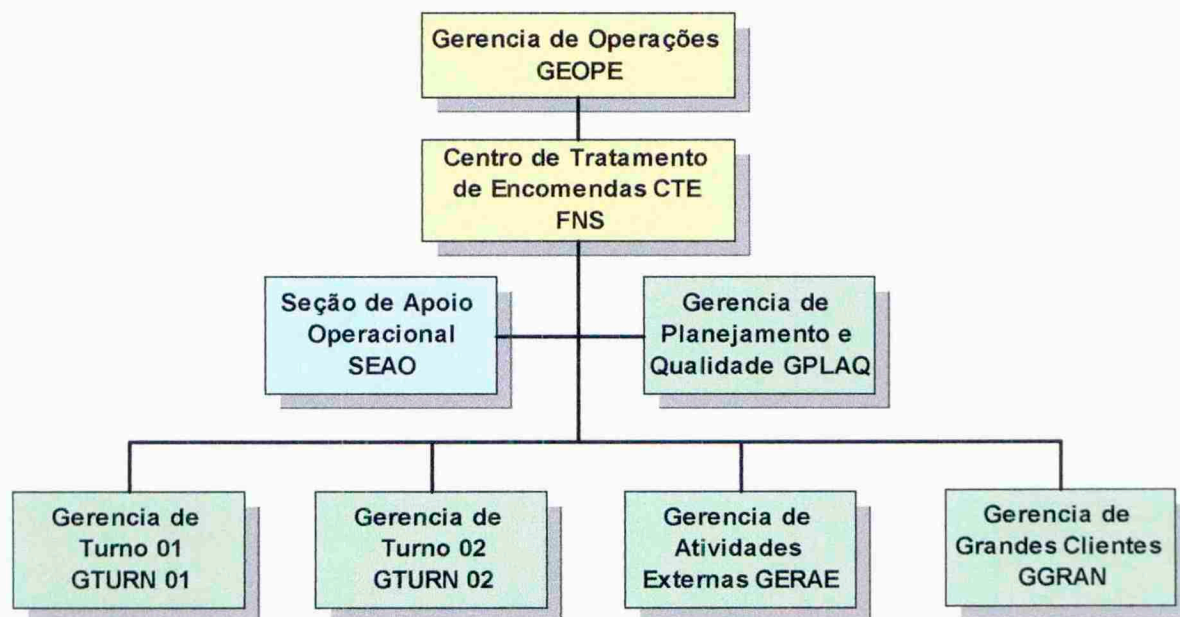 Gerencia de Operações
GEOPE
Centro de Tratamento
de Encomendas CTE
FNS
Seção de Apoio
Operacional
SEAO
Gerencia de
Planejamento e
Qualidade GPLAQ
Gerencia de
Turno 01
GTURN 01
Gerencia de
Turno 02
GTURN 02
Gerencia de
Atividades
Externas GERAE
Gerencia de
Grandes Clientes
GGRAN